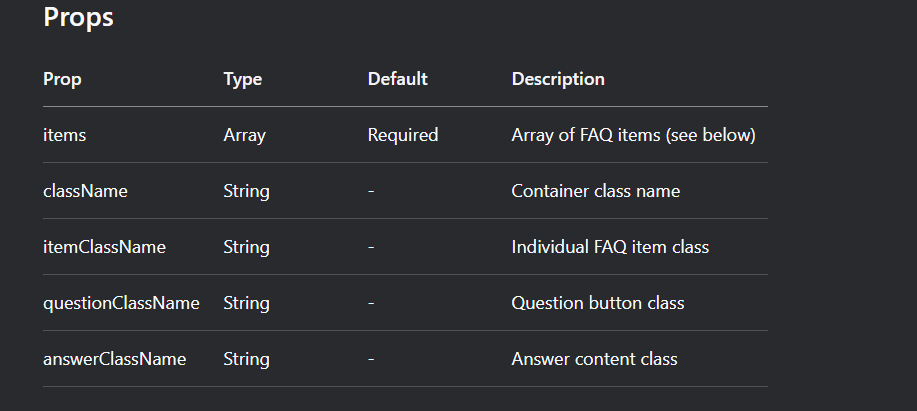 Props
Prop Type Default Description
items Array Required Array of FAQ items (see below)
className String - Container class name
itemClassName String - Individual FAQ item class
questionClassName String - Question button class
answerClassName String - Answer content class